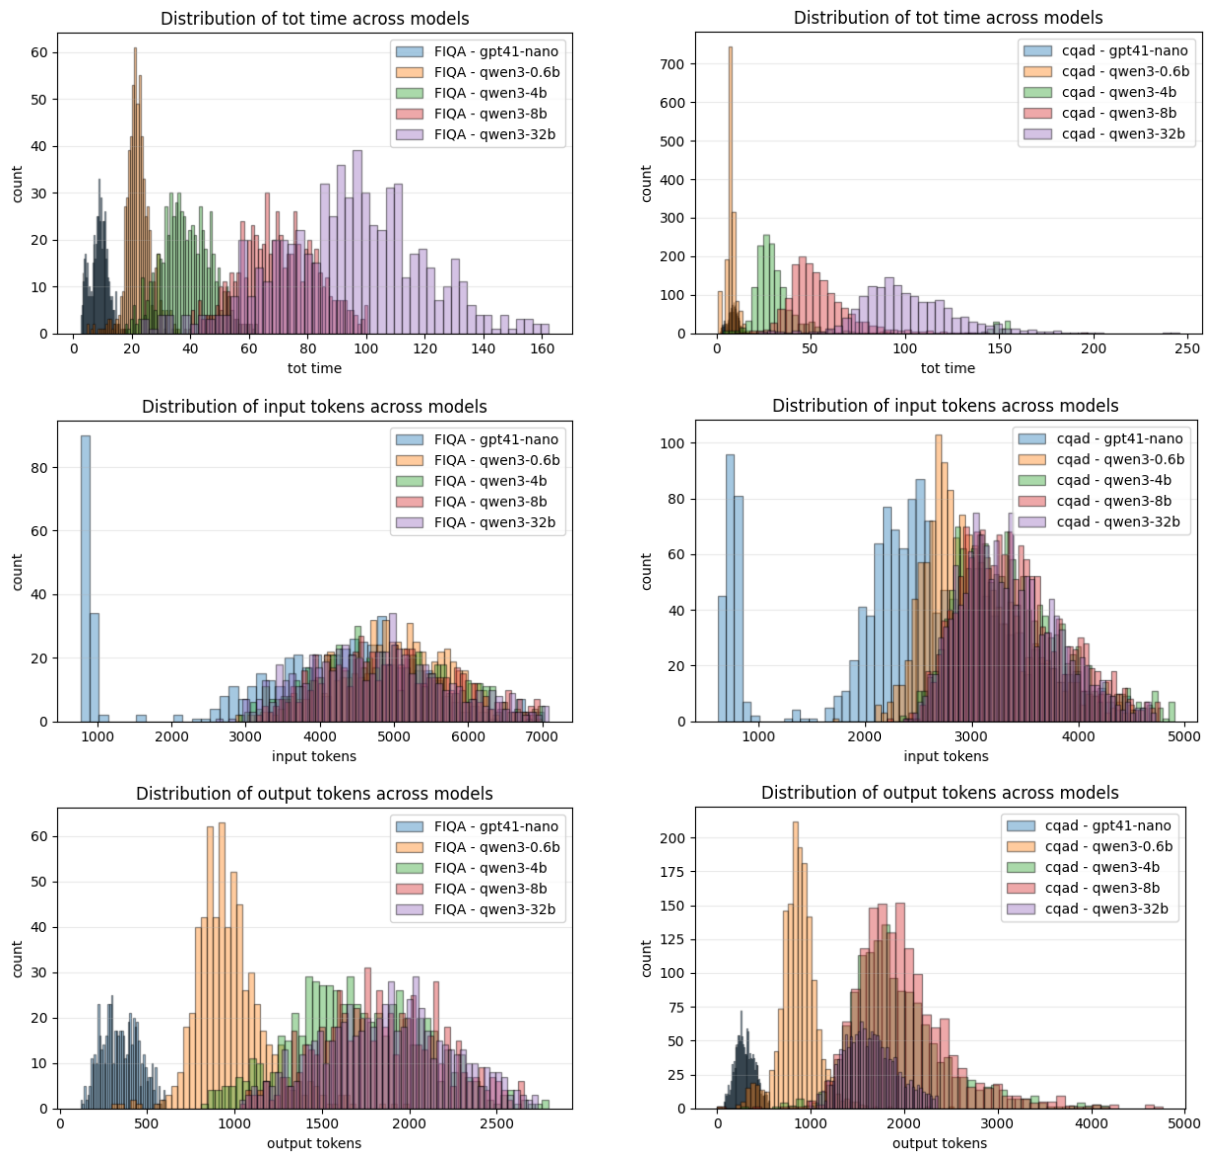 Distribution of tot time across models
FIQA - gpt41-nano
FIQA - qwen3-0.6b
FIQA - qwen3-4b
FIQA - qwen3-8b
FIQA - qwen3-32b
count
60
50
40
30
20
10
0
0 20 40 60 80 100 120 140 160
tot time
Distribution of tot time across models
cqad - gpt41-nano
cqad - qwen3-0.6b
cqad - qwen3-4b
cqad - qwen3-8b
cqad - qwen3-32b
count
700
600
500
400
300
200
100
0
0 50 100 150 200 250
tot time
Distribution of input tokens across models
FIQA - gpt41-nano
FIQA - qwen3-0.6b
FIQA - qwen3-4b
FIQA - qwen3-8b
FIQA - qwen3-32b
count
80
60
40
20
0
1000 2000 3000 4000 5000 6000 7000
input tokens
Distribution of input tokens across models
cqad - gpt41-nano
cqad - qwen3-0.6b
cqad - qwen3-4b
cqad - qwen3-8b
cqad - qwen3-32b
count
100
80
60
40
20
0
1000 2000 3000 4000 5000
input tokens
Distribution of output tokens across models
FIQA - gpt41-nano
FIQA - qwen3-0.6b
FIQA - qwen3-4b
FIQA - qwen3-8b
FIQA - qwen3-32b
count
60
50
40
30
20
10
0
0 500 1000 1500 2000 2500
output tokens
Distribution of output tokens across models
cqad - gpt41-nano
cqad - qwen3-0.6b
cqad - qwen3-4b
cqad - qwen3-8b
cqad - qwen3-32b
count
200
175
150
125
100
75
50
25
0
0 1000 2000 3000 4000 5000
output tokens